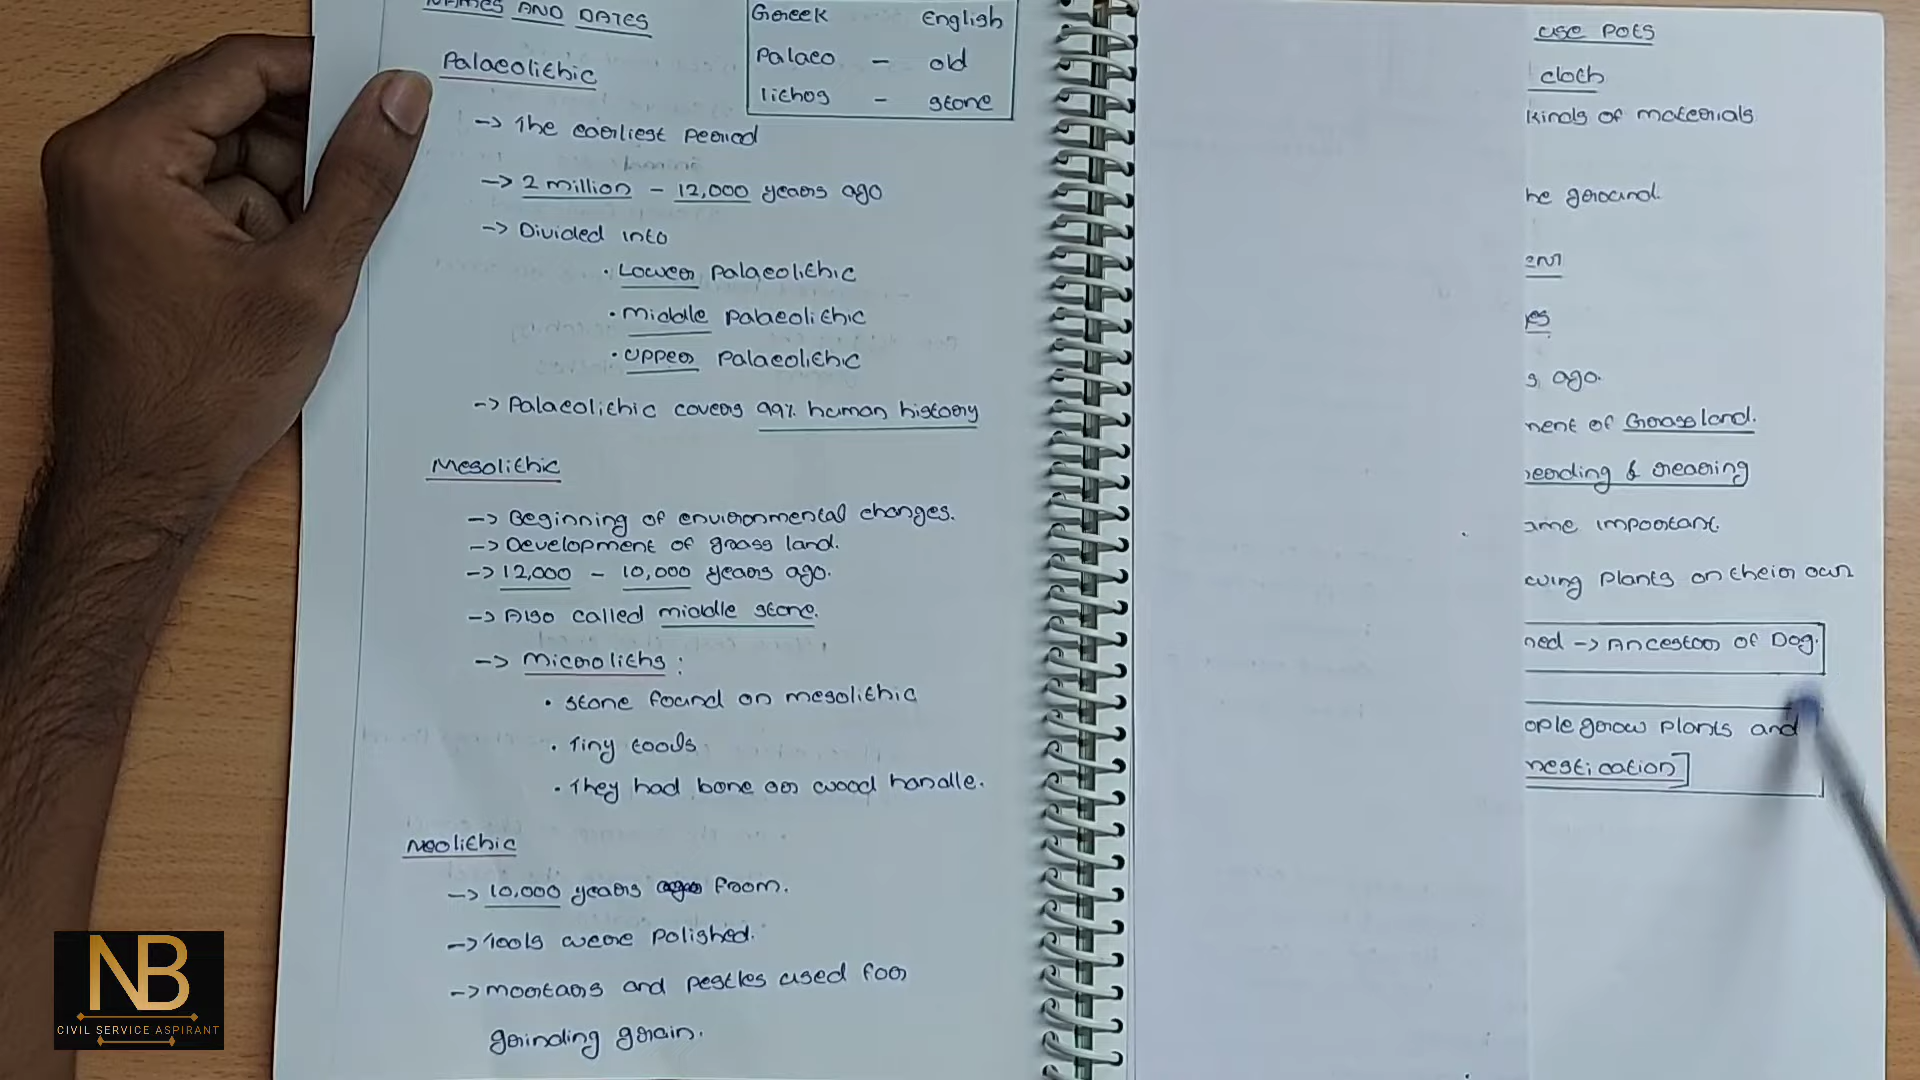 NAMES AND DATES
Greek English
Palaeo - old
lithos - stone
Palaeolithic
-> The earliest period
-> 2 million - 12,000 years ago
-> Divided into
• Lower palaeolithic
• Middle palaeolithic
• upper palaeolithic
-> Palaeolithic covers 99% human history
Mesolithic
-> Beginning of environmental changes.
-> Development of grass land.
-> 12,000 - 10,000 years ago.
-> Also called middle stone.
-> Microliths :
• stone found on mesolithic
• Tiny tools
• They had bone or wood handle.
Neolithic
-> 10,000 years from.
-> Tools were polished.
-> mortars and pestles used for
grinding grain.
use pots
cloth
kinds of materials
he ground.
s ago.
ment of Grassland.
herding & rearing
ame important.
wing plants on their own
ned -> Ancestor of Dog.
ople grow plants and
mestication]
NB
CIVIL SERVICE ASPIRANT